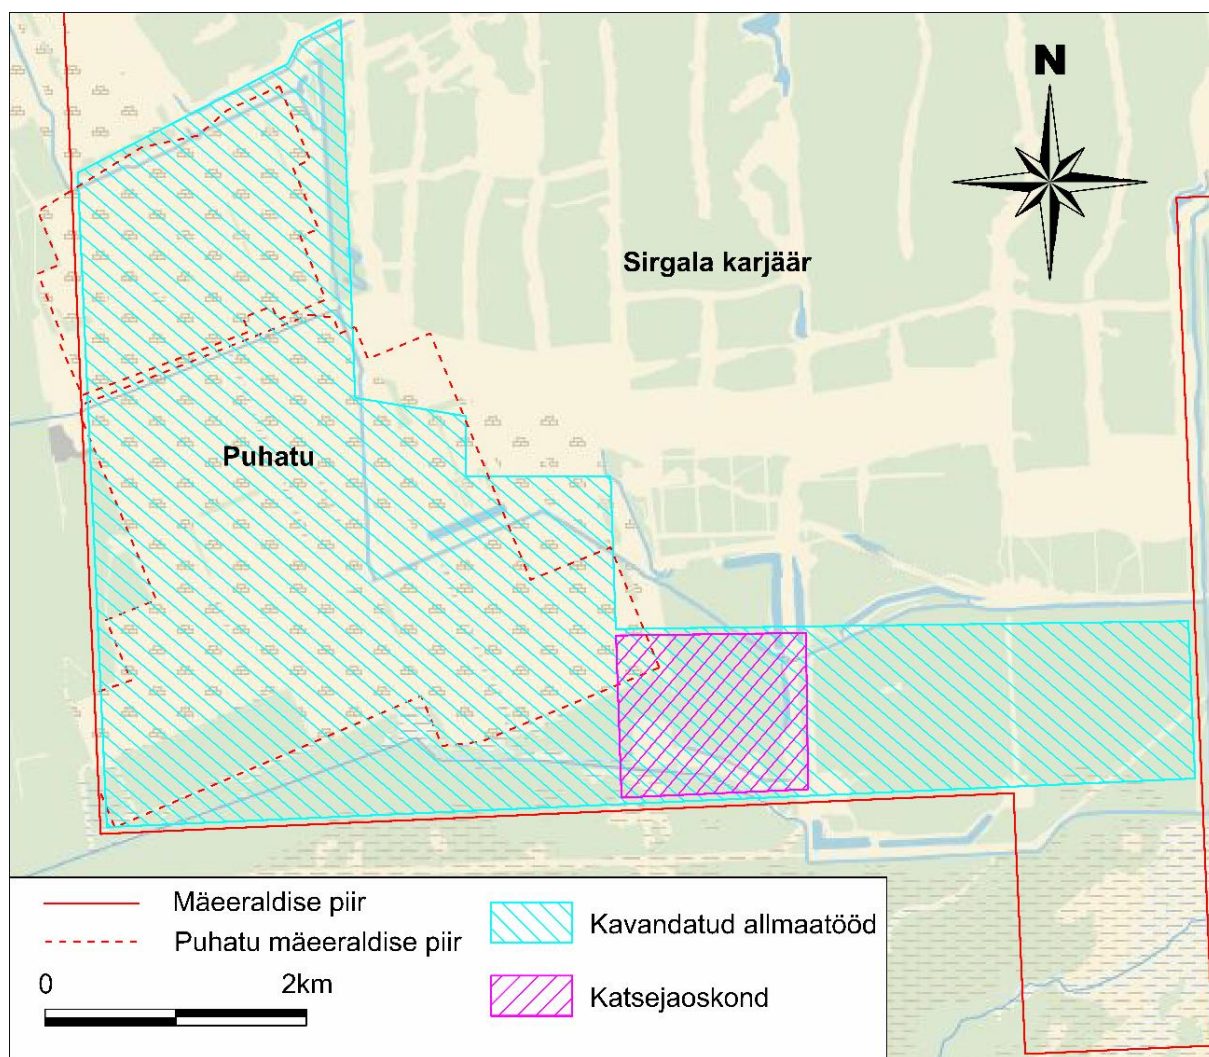 N
Sirgala karjäär
Puhatu
Mäeeraldise piir
Puhatu mäeeraldise piir
0 2km
Kavandatud allmaatööd
Katsejaoskond